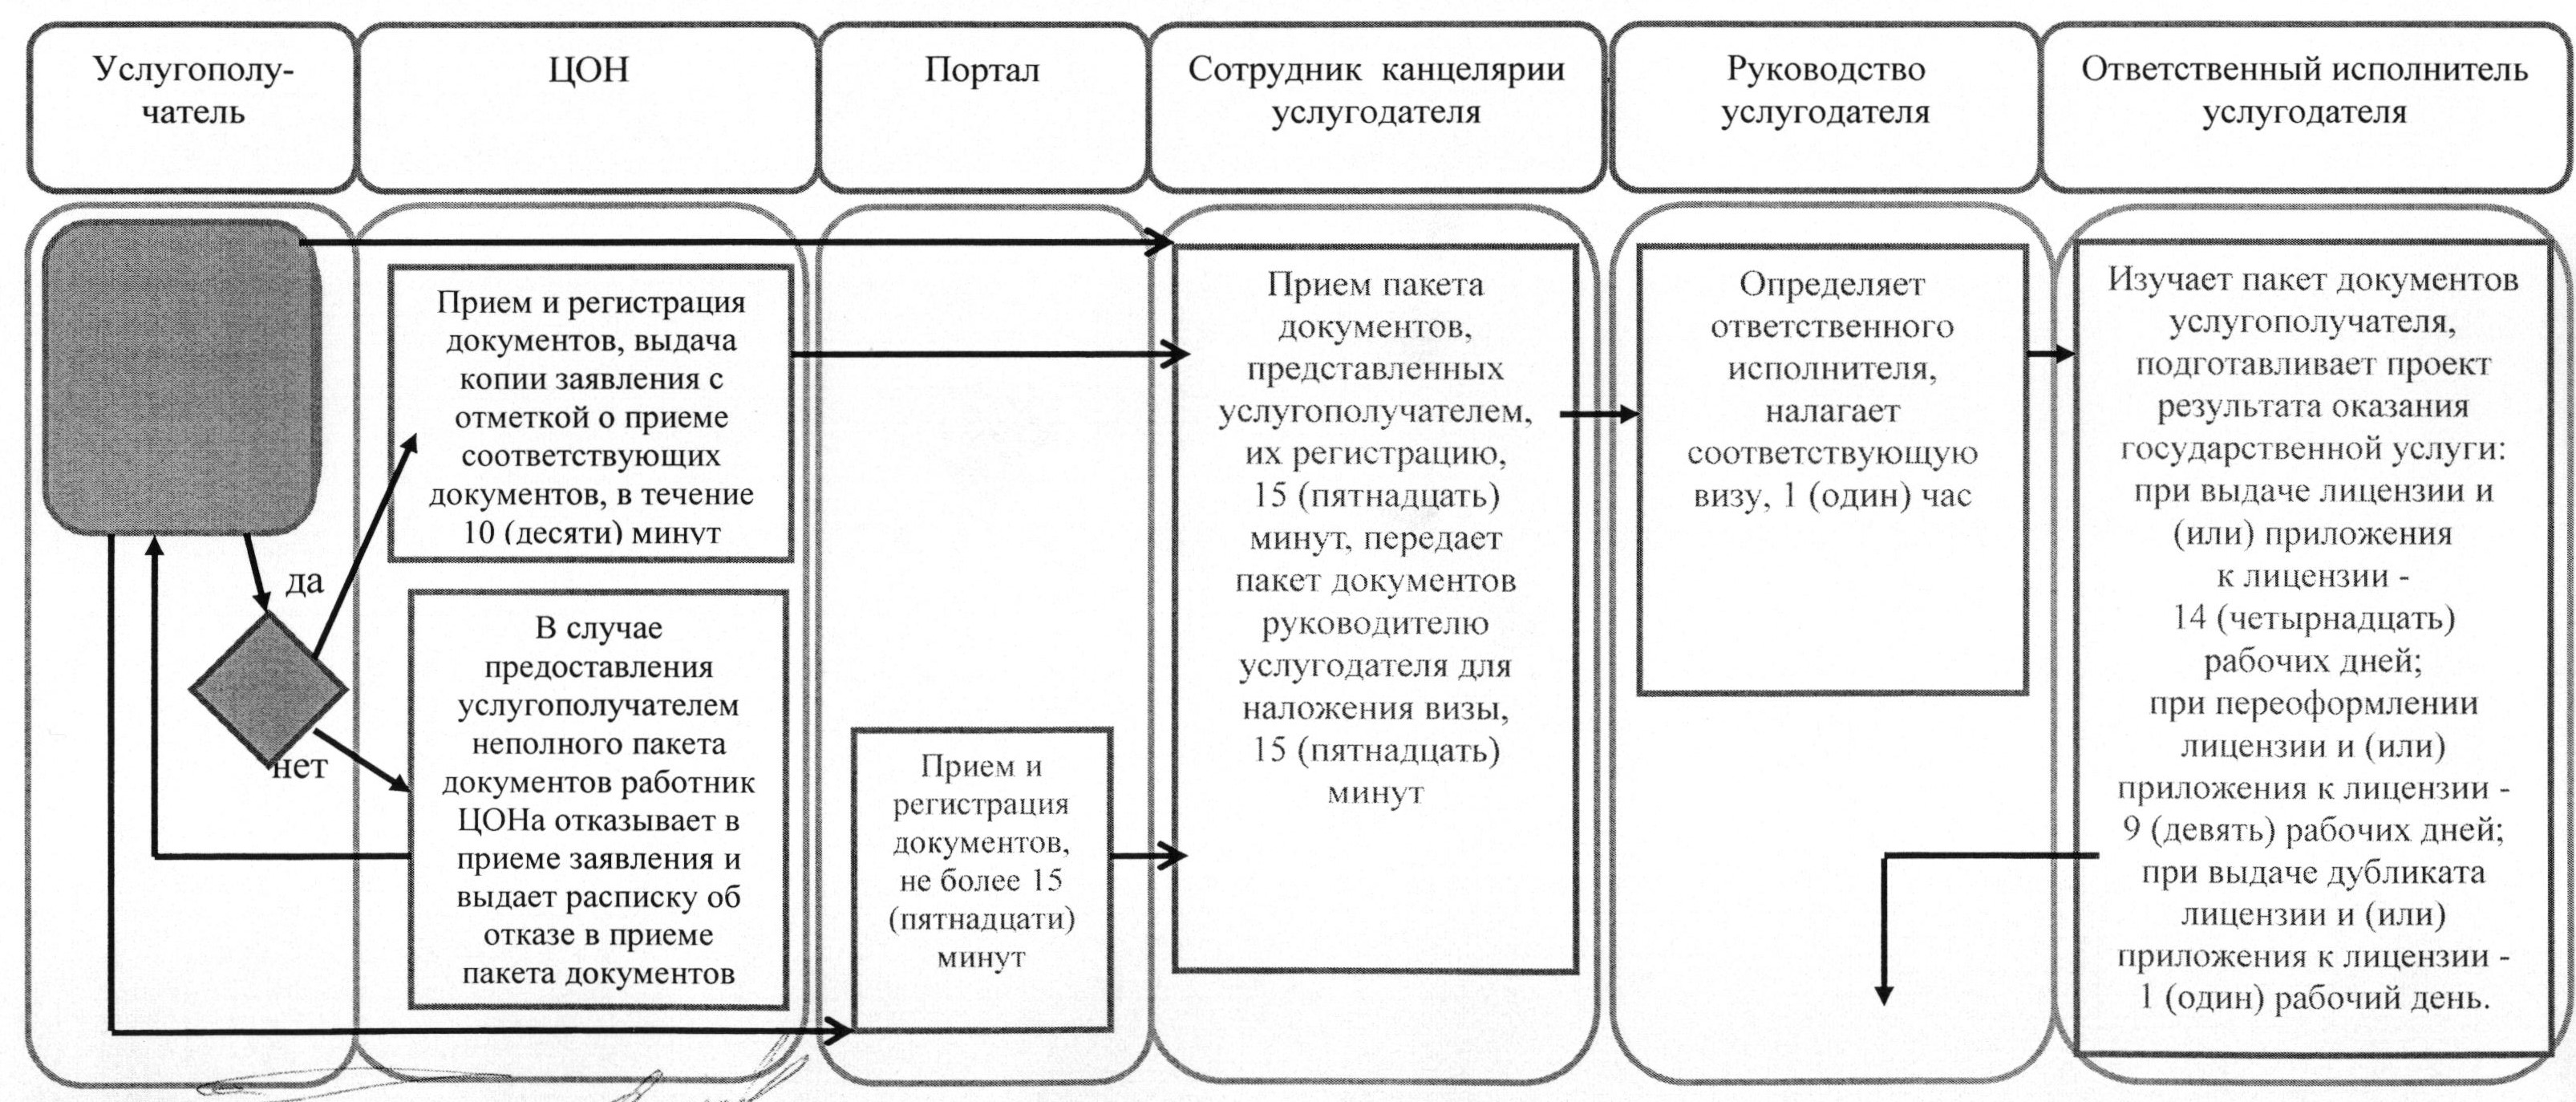 Услугополу-
чатель
ЦОН
Портал
Сотрудник канцелярии
услугодателя
Руководство
услугодателя
Ответственный исполнитель
услугодателя
Прием и регистрация
документов, выдача
копии заявления с
отметкой о приеме
соответствующих
документов, в течение
10 (десяти) минут
да
нет
В случае
предоставления
услугополучателем
неполного пакета
документов работник
ЦОНа отказывает в
приеме заявления и
выдает расписку об
отказе в приеме
пакета документов
Прием и
регистрация
документов,
не более 15
(пятнадцати)
минут
Прием пакета
документов,
представленных
услугополучателем,
их регистрацию,
15 (пятнадцать)
минут, передает
пакет документов
руководителю
услугодателя для
наложения визы,
15 (пятнадцать)
минут
Определяет
ответственного
исполнителя,
налагает
соответствующую
визу, 1 (один) час
Изучает пакет документов
услугополучателя,
подготавливает проект
результата оказания
государственной услуги:
при выдаче лицензии и
(или) приложения
к лицензии -
14 (четырнадцать)
рабочих дней;
при переоформлении
лицензии и (или)
приложения к лицензии -
9 (девять) рабочих дней;
при выдаче дубликата
лицензии и (или)
приложения к лицензии -
1 (один) рабочий день.